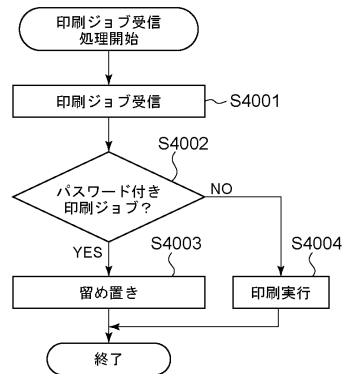 印刷ジョブ受信
処理開始
印刷ジョブ受信
S4001
S4002
パスワード付き
印刷ジョブ？
NO
YES
S4003
S4004
留め置き
印刷実行
終了